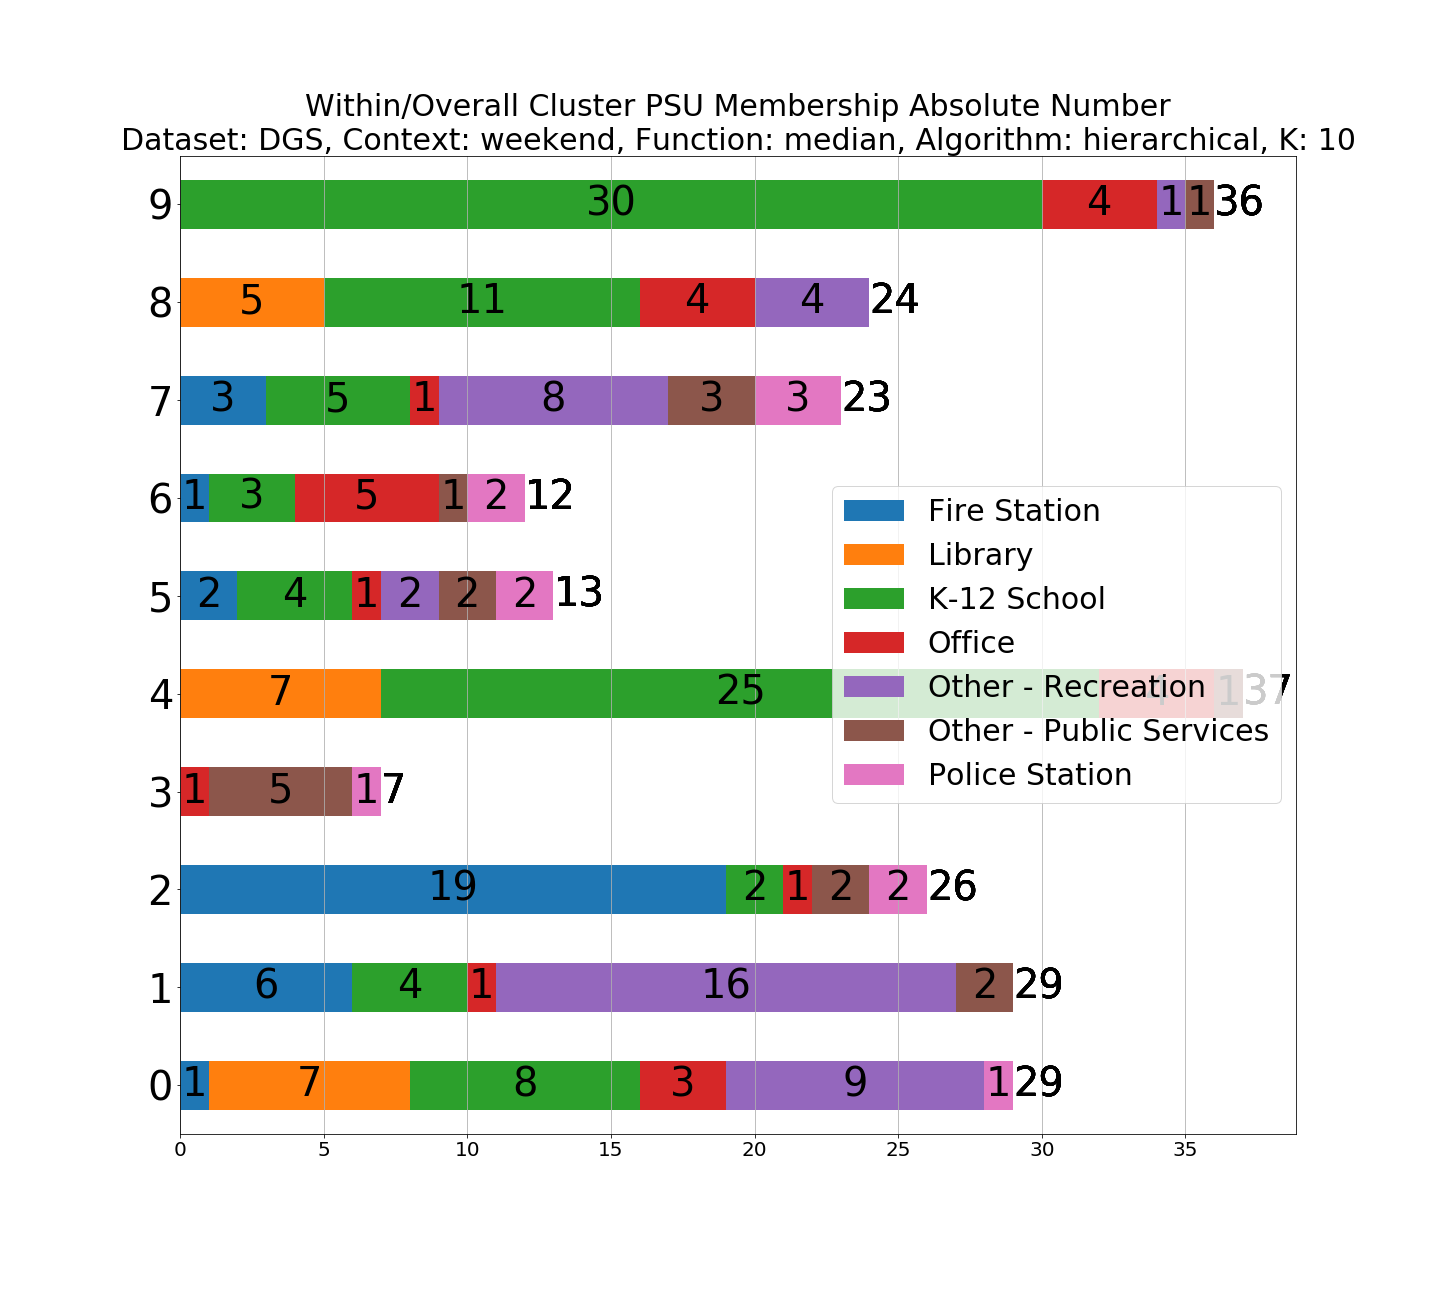 Within/Overall Cluster PSU Membership Absolute Number
Dataset: DGS, Context: weekend, Function: median, Algorithm: hierarchical, K: 10
9 30 4 1 1 36
8 5 11 4 4 24
7 3 5 1 8 3 3 23
6 1 3 5 1 2 12
5 2 4 1 2 2 2 13
4 7 25 4 1 37
3 1 5 1 7
2 19 2 1 2 2 26
1 6 4 1 16 2 29
0 1 7 8 3 9 1 29
0 5 10 15 20 25 30 35
Fire Station
Library
K-12 School
Office
Other - Recreation
Other - Public Services
Police Station